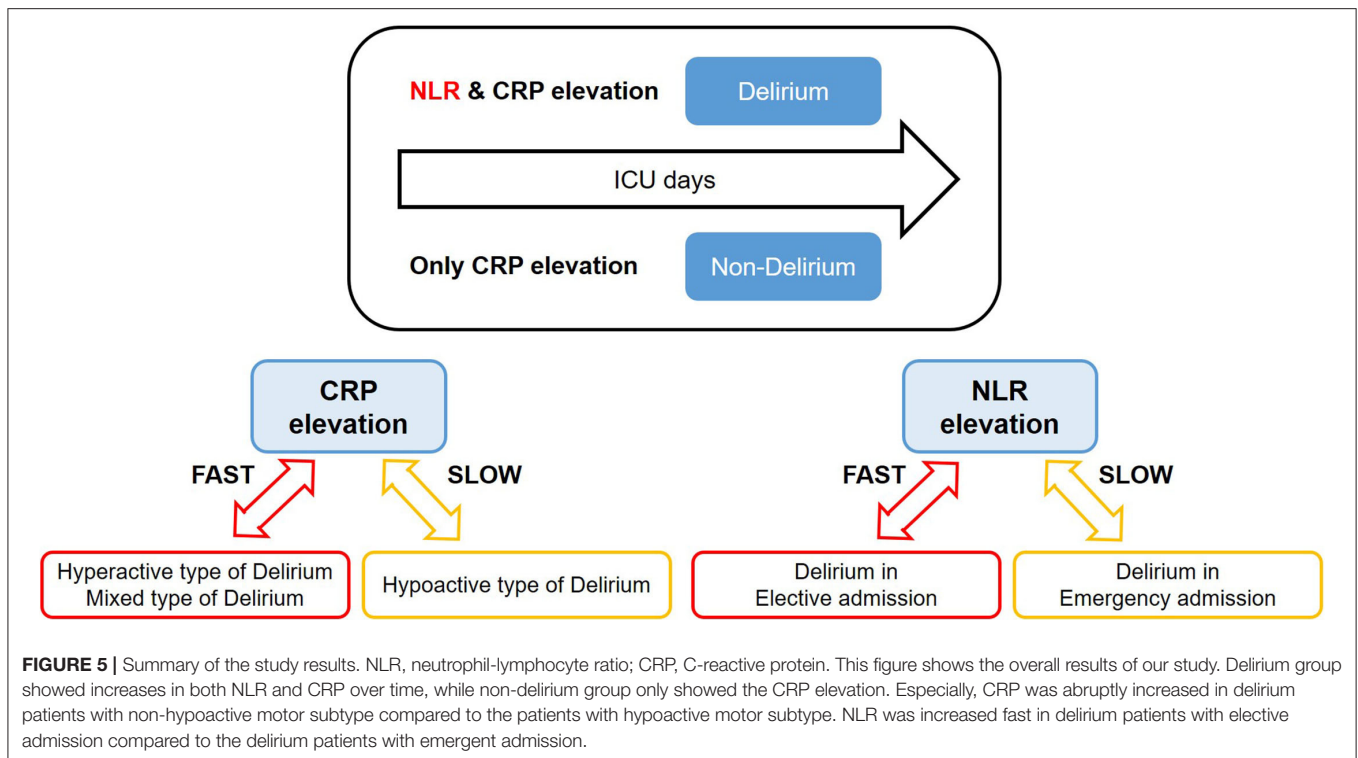 NLR & CRP elevation
Delirium
ICU days
Only CRP elevation
Non-Delirium
CRP
elevation
FAST
SLOW
Hyperactive type of Delirium
Mixed type of Delirium
Hypoactive type of Delirium
NLR
elevation
FAST
SLOW
Delirium in
Elective admission
Delirium in
Emergency admission
FIGURE 5 | Summary of the study results. NLR, neutrophil-lymphocyte ratio; CRP, C-reactive protein. This figure shows the overall results of our study. Delirium group
showed increases in both NLR and CRP over time, while non-delirium group only showed the CRP elevation. Especially, CRP was abruptly increased in delirium
patients with non-hypoactive motor subtype compared to the patients with hypoactive motor subtype. NLR was increased fast in delirium patients with elective
admission compared to the delirium patients with emergent admission.